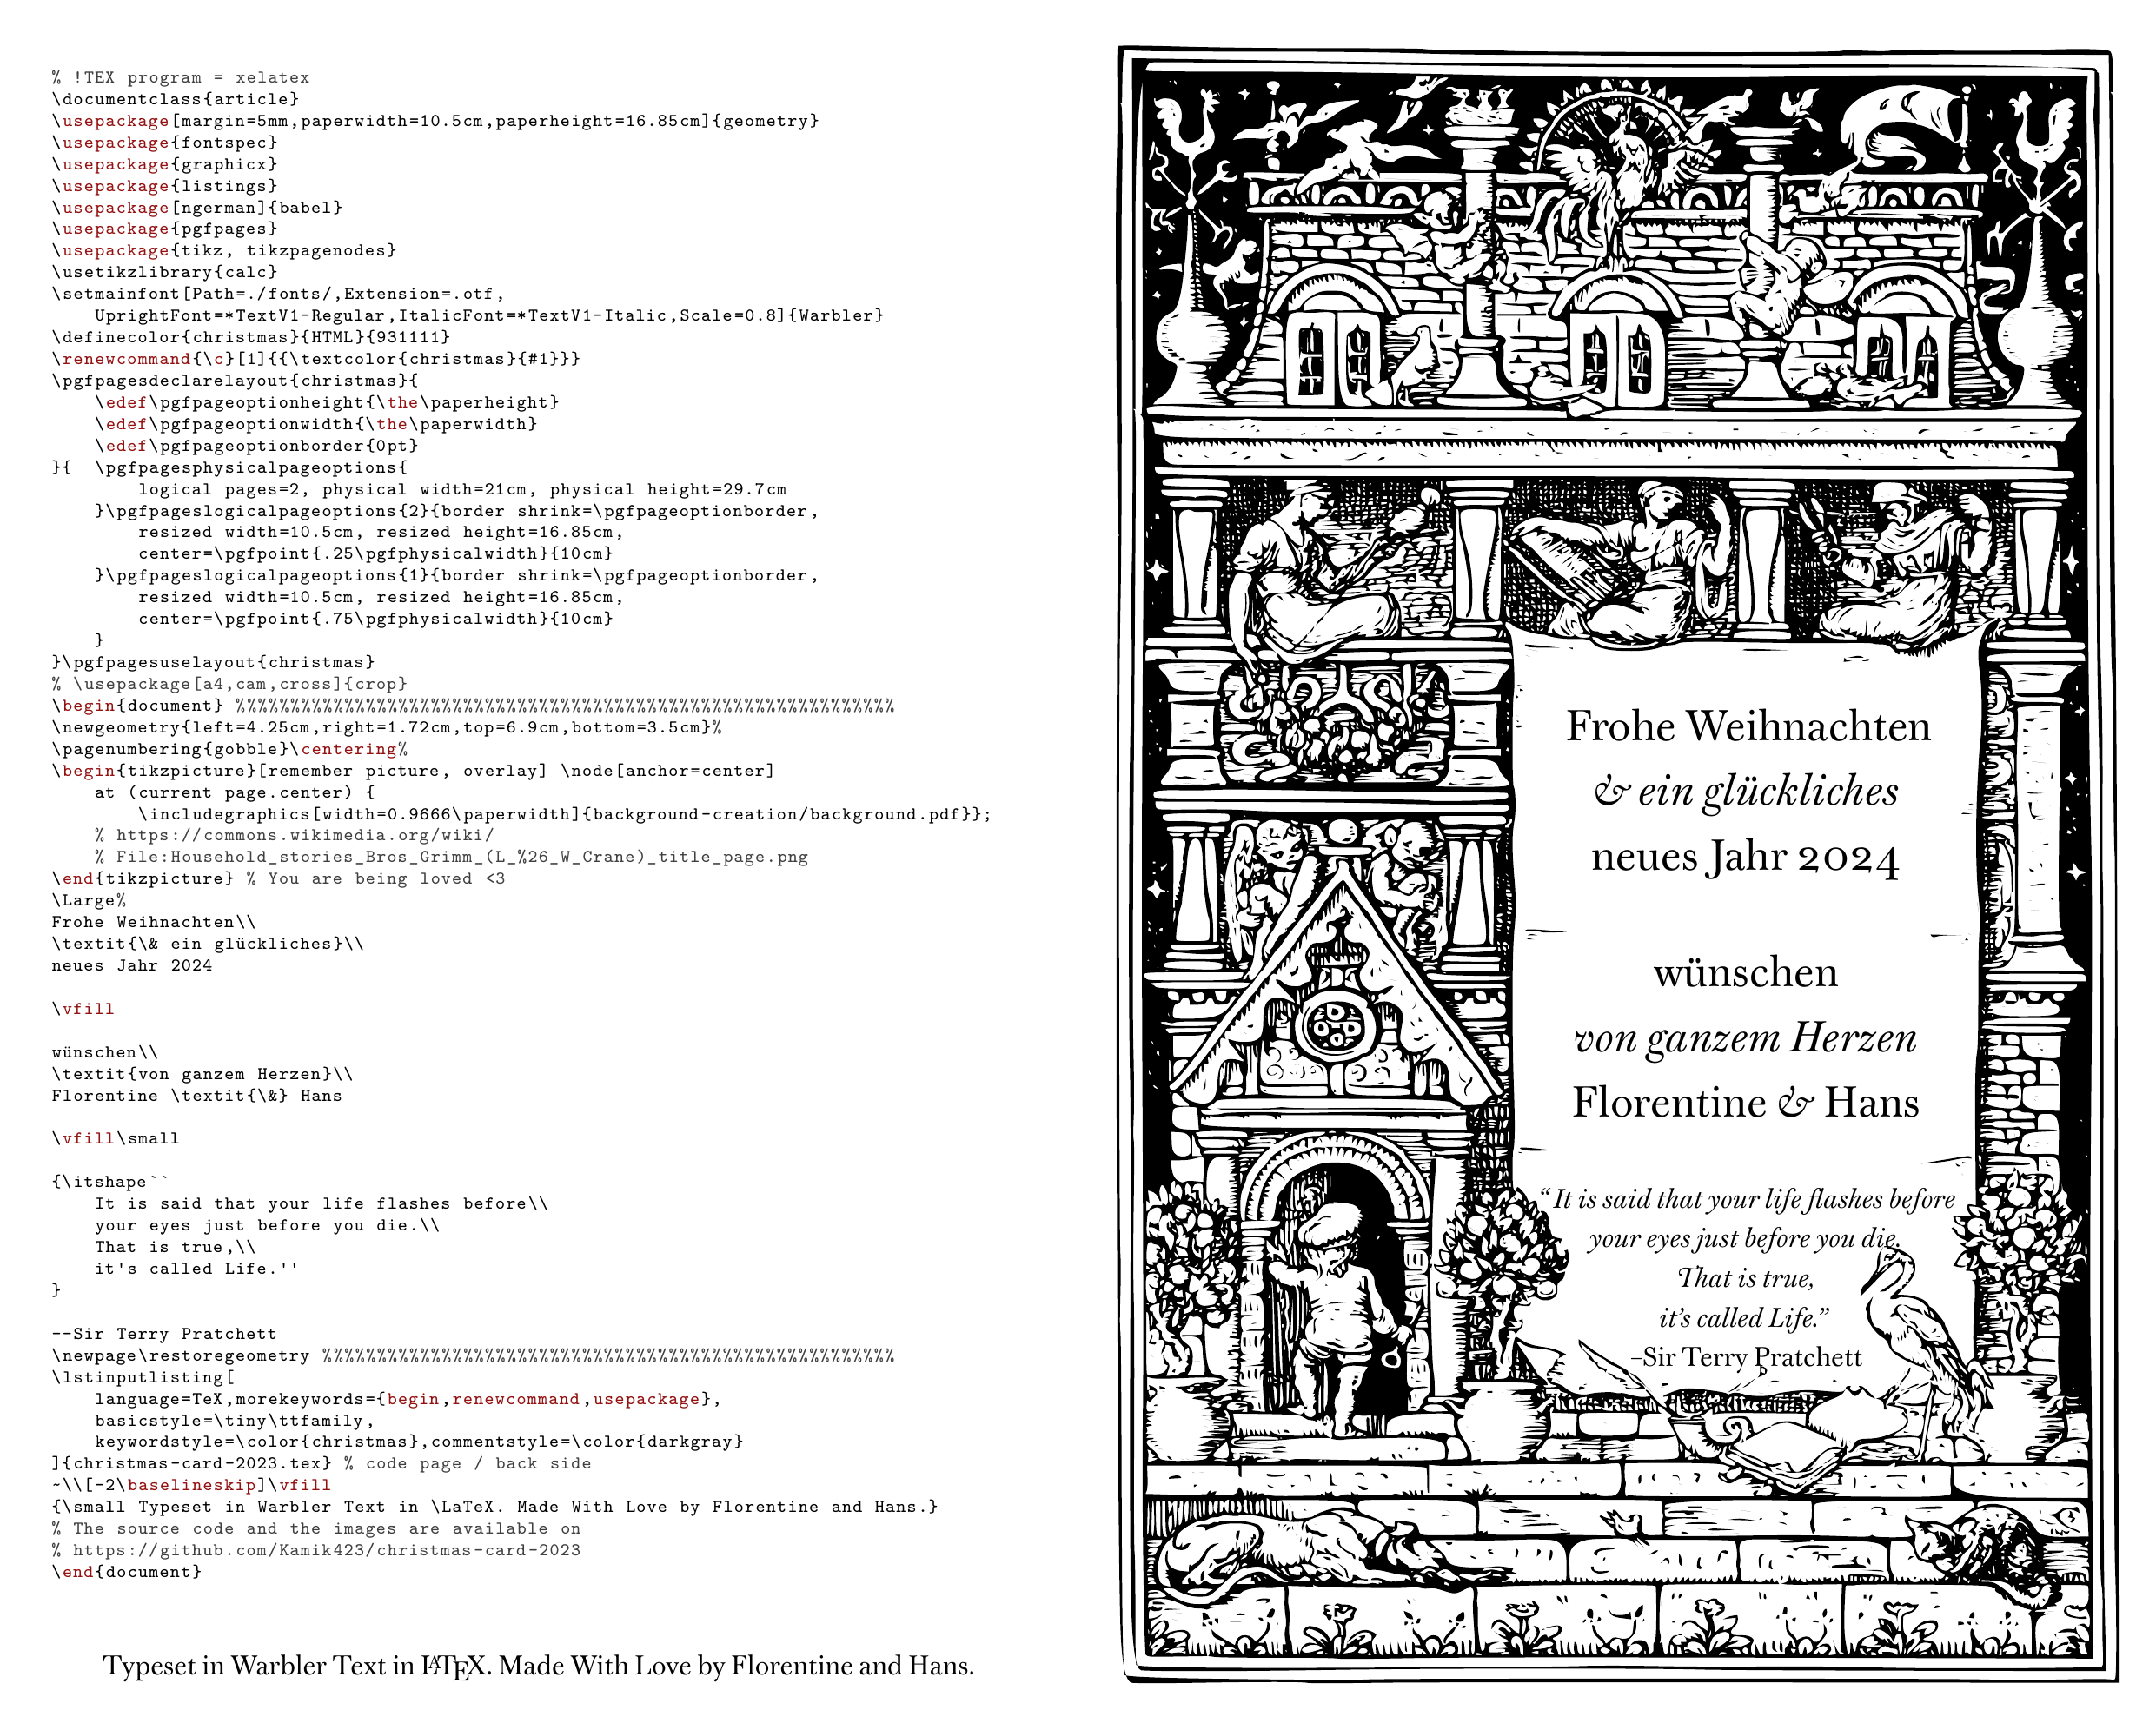 % !TEX program = xelatex
\documentclass{article}
\usepackage[margin=5mm,paperwidth=10.5cm,paperheight=16.85cm]{geometry}
\usepackage{fontspec}
\usepackage{graphicx}
\usepackage{listings}
\usepackage[ngerman]{babel}
\usepackage{pgfpages}
\usepackage{tikz, tikzpagenodes}
\usetikzlibrary{calc}
\setmainfont[Path=./fonts/,Extension=.otf,
    UprightFont=*TextV1-Regular,ItalicFont=*TextV1-Italic,Scale=0.8]{Warbler}
\definecolor{christmas}{HTML}{931111}
\renewcommand{\c}[1]{{\textcolor{christmas}{#1}}}
\pgfpagesdeclarelayout{christmas}{
    \edef\pgfpageoptionheight{\the\paperheight}
    \edef\pgfpageoptionwidth{\the\paperwidth}
    \edef\pgfpageoptionborder{0pt}
}{  \pgfpagesphysicalpageoptions{
        logical pages=2, physical width=21cm, physical height=29.7cm
    }\pgfpageslogicalpageoptions{2}{border shrink=\pgfpageoptionborder,
        resized width=10.5cm, resized height=16.85cm,
        center=\pgfpoint{.25\pgfphysicalwidth}{10cm}
    }\pgfpageslogicalpageoptions{1}{border shrink=\pgfpageoptionborder,
        resized width=10.5cm, resized height=16.85cm,
        center=\pgfpoint{.75\pgfphysicalwidth}{10cm}
    }
}\pgfpagesuselayout{christmas}
% \usepackage[a4,cam,cross]{crop}
\begin{document} %%%%%%%%%%%%%%%%%%%%%%%%%%%%%%%%%%%%%%%%%%%%%%%%%%%%%%%%%%%%%
\newgeometry{left=4.25cm,right=1.72cm,top=6.9cm,bottom=3.5cm}%
\pagenumbering{gobble}\centering%
\begin{tikzpicture}[remember picture, overlay] \node[anchor=center]
    at (current page.center) {
        \includegraphics[width=0.9666\paperwidth]{background-creation/background.pdf}};
    % https://commons.wikimedia.org/wiki/
    % File:Household_stories_Bros_Grimm_(L_%26_W_Crane)_title_page.png
\end{tikzpicture} % You are being loved <3
\Large%
Frohe Weihnachten\\
\textit{\& ein glückliches}\\
neues Jahr 2024
\vfill
wünschen\\
\textit{von ganzem Herzen}\\
Florentine \textit{\&} Hans
\vfill\small
{\itshape``
    It is said that your life flashes before\\
    your eyes just before you die.\\
    That is true,\\
    it's called Life.''
}
--Sir Terry Pratchett
\newpage\restoregeometry %%%%%%%%%%%%%%%%%%%%%%%%%%%%%%%%%%%%%%%%%%%%%%%%%%%%%
\lstinputlisting[
    language=TeX,morekeywords={begin,renewcommand,usepackage},
    basicstyle=\tiny\ttfamily,
    keywordstyle=\color{christmas},commentstyle=\color{darkgray}
]{christmas-card-2023.tex} % code page / back side
~\\[-2\baselineskip]\vfill
{\small Typeset in Warbler Text in \LaTeX. Made With Love by Florentine and Hans.}
% The source code and the images are available on
% https://github.com/Kamik423/christmas-card-2023
\end{document}
Typeset in Warbler Text in LATEX. Made With Love by Florentine and Hans.
Frohe Weihnachten
& ein glückliches
neues Jahr 2024
wünschen
von ganzem Herzen
Florentine & Hans
“It is said that your life flashes before
your eyes just before you die.
That is true,
it’s called Life.”
–Sir Terry Pratchett